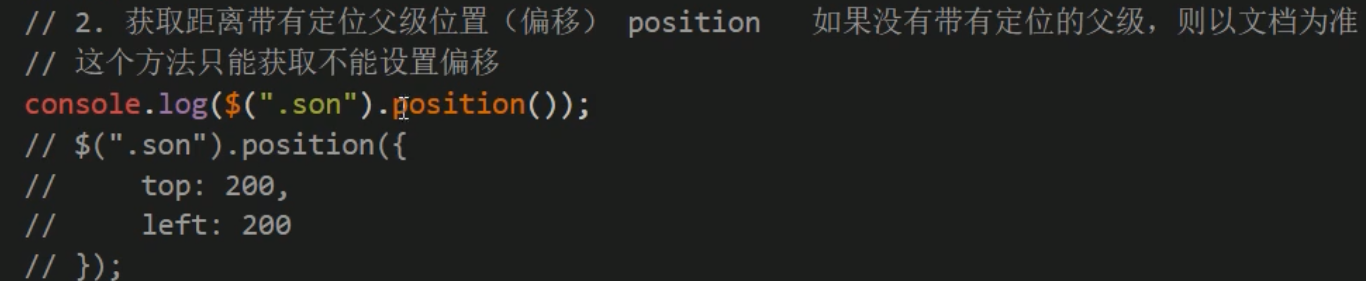 // 2. 获取距离带有定位父级位置（偏移） position   如果没有带有定位的父级，则以文档为准
// 这个方法只能获取不能设置偏移
console.log($(".son").position());
// $(".son").position({
//     top: 200,
//     left: 200
// });